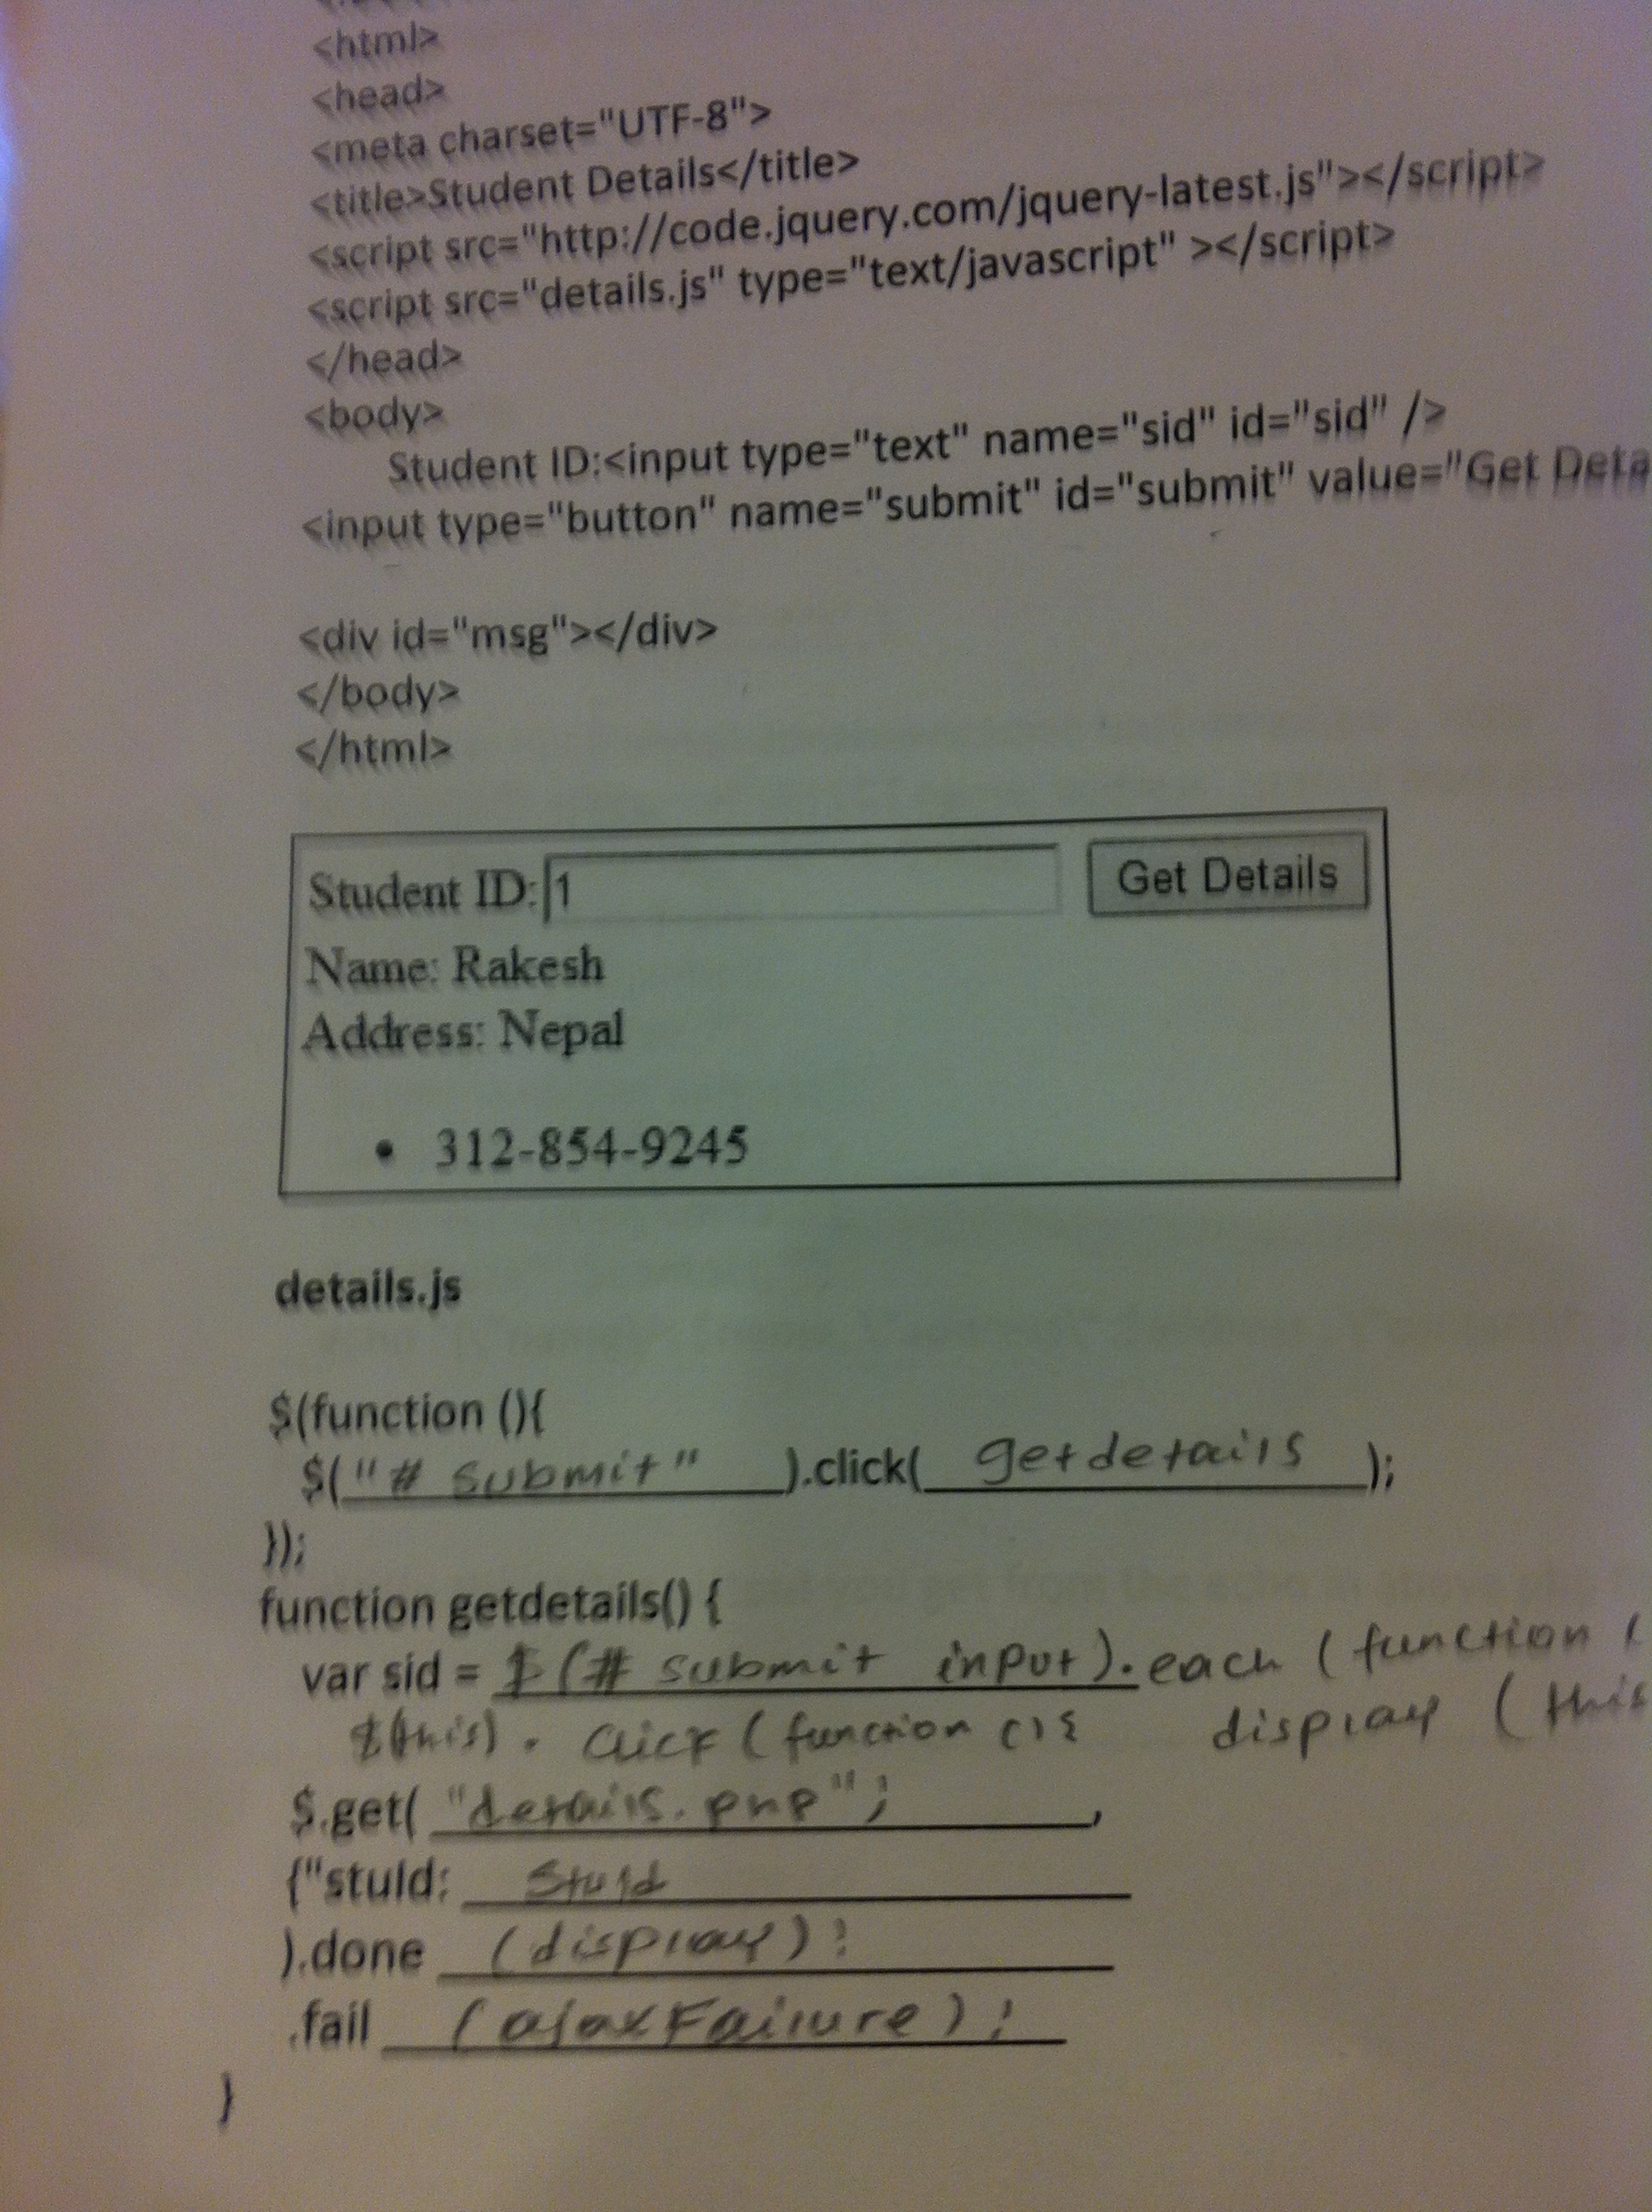 <html>
<head>
<meta charset="UTF-8">
<title>Student Details</title>
<script src="http://code.jquery.com/jquery-latest.js"></script>
<script src="details.js" type="text/javascript" ></script>
</head>
<body>
Student ID:<input type="text" name="sid" id="sid" />
<input type="button" name="submit" id="submit" value="Get Deta
<div id="msg"></div>
</body>
</html>
Student ID: 1 Get Details
Name: Rakesh
Address: Nepal
• 312-854-9245
details.js
$(function (){
$("# submit" ).click( getdetails );
});
function getdetails() {
var sid = $(# submit input).each (function (
$(this). click (function () { display (this
$.get( "details.php"; ,
{"stuId: StuId
).done (display);
.fail (ajaxFailure);
}